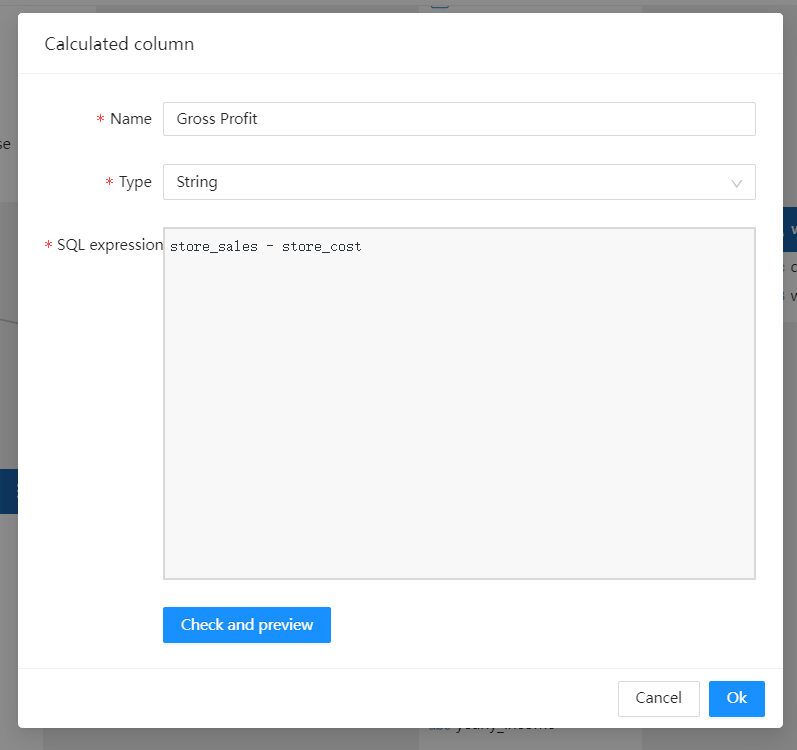 Calculated column
* Name
Gross Profit
* Type
String
* SQL expression
store_sales - store_cost
Check and preview
Cancel
Ok